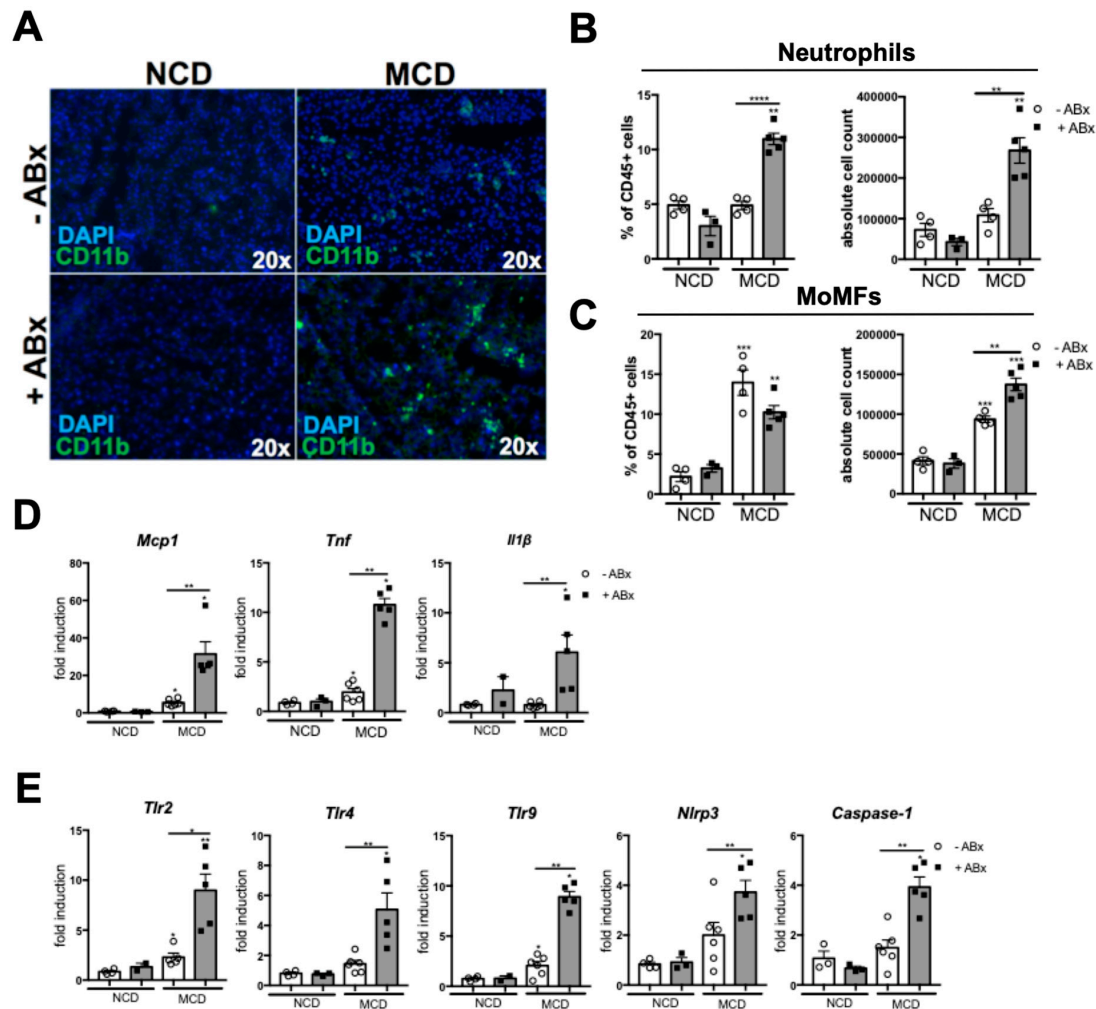 A
NCD MCD
- ABx
DAPI
CD11b
20x
DAPI
CD11b
20x
+ ABx
DAPI
CD11b
20x
DAPI
CD11b
20x
B
Neutrophils
% of CD45+ cells
15
10
5
0
****
**
NCD MCD
absolute cell count
400000
300000
200000
100000
0
**
**
NCD MCD
- ABx
+ ABx
C
MoMFs
% of CD45+ cells
20
15
10
5
0
***
**
NCD MCD
absolute cell count
200000
150000
100000
50000
0
**
***
***
NCD MCD
- ABx
+ ABx
D
Mcp1
fold induction
80
60
40
20
0
**
*
*
NCD MCD
Tnf
fold induction
15
10
5
0
**
*
*
NCD MCD
Il1β
fold induction
15
10
5
0
**
*
NCD MCD
- ABx
+ ABx
E
Tlr2
fold induction
15
10
5
0
*
**
*
NCD MCD
Tlr4
fold induction
10
8
6
4
2
0
**
*
NCD MCD
Tlr9
fold induction
15
10
5
0
**
*
*
NCD MCD
Nlrp3
fold induction
6
4
2
0
**
*
NCD MCD
Caspase-1
fold induction
6
4
2
0
**
*
NCD MCD
- ABx
+ ABx